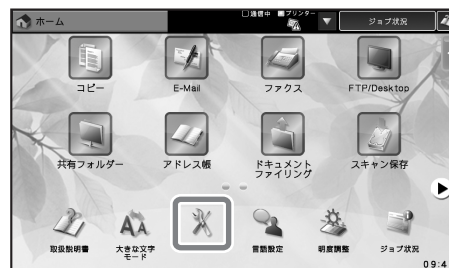 ホーム
通信中 プリンター
ジョブ状況
コピー
E-Mail
ファクス
FTP/Desktop
共有フォルダー
アドレス帳
ドキュメント
ファイリング
スキャン保存
取扱説明書
大きな文字
モード
言語設定
明度調整
ジョブ状況
09:4